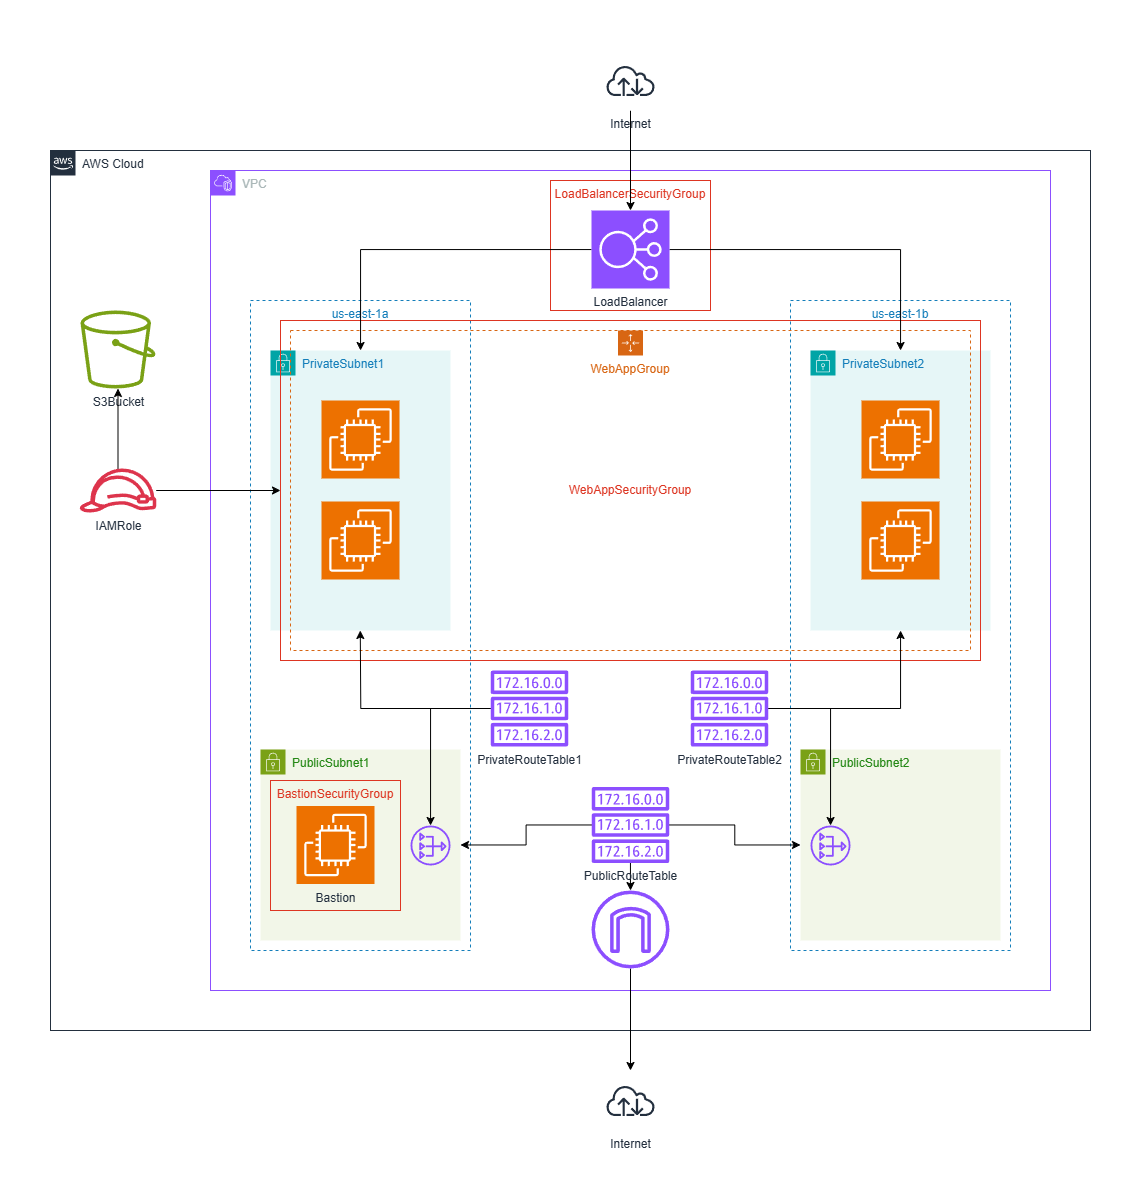 Internet
aws
AWS Cloud
VPC
LoadBalancerSecurityGroup
LoadBalancer
us-east-1a
us-east-1b
PrivateSubnet1
WebAppGroup
PrivateSubnet2
S3Bucket
WebAppSecurityGroup
IAMRole
172.16.0.0
172.16.1.0
172.16.2.0
PrivateRouteTable1
172.16.0.0
172.16.1.0
172.16.2.0
PrivateRouteTable2
PublicSubnet1
PublicSubnet2
BastionSecurityGroup
Bastion
172.16.0.0
172.16.1.0
172.16.2.0
PublicRouteTable
Internet